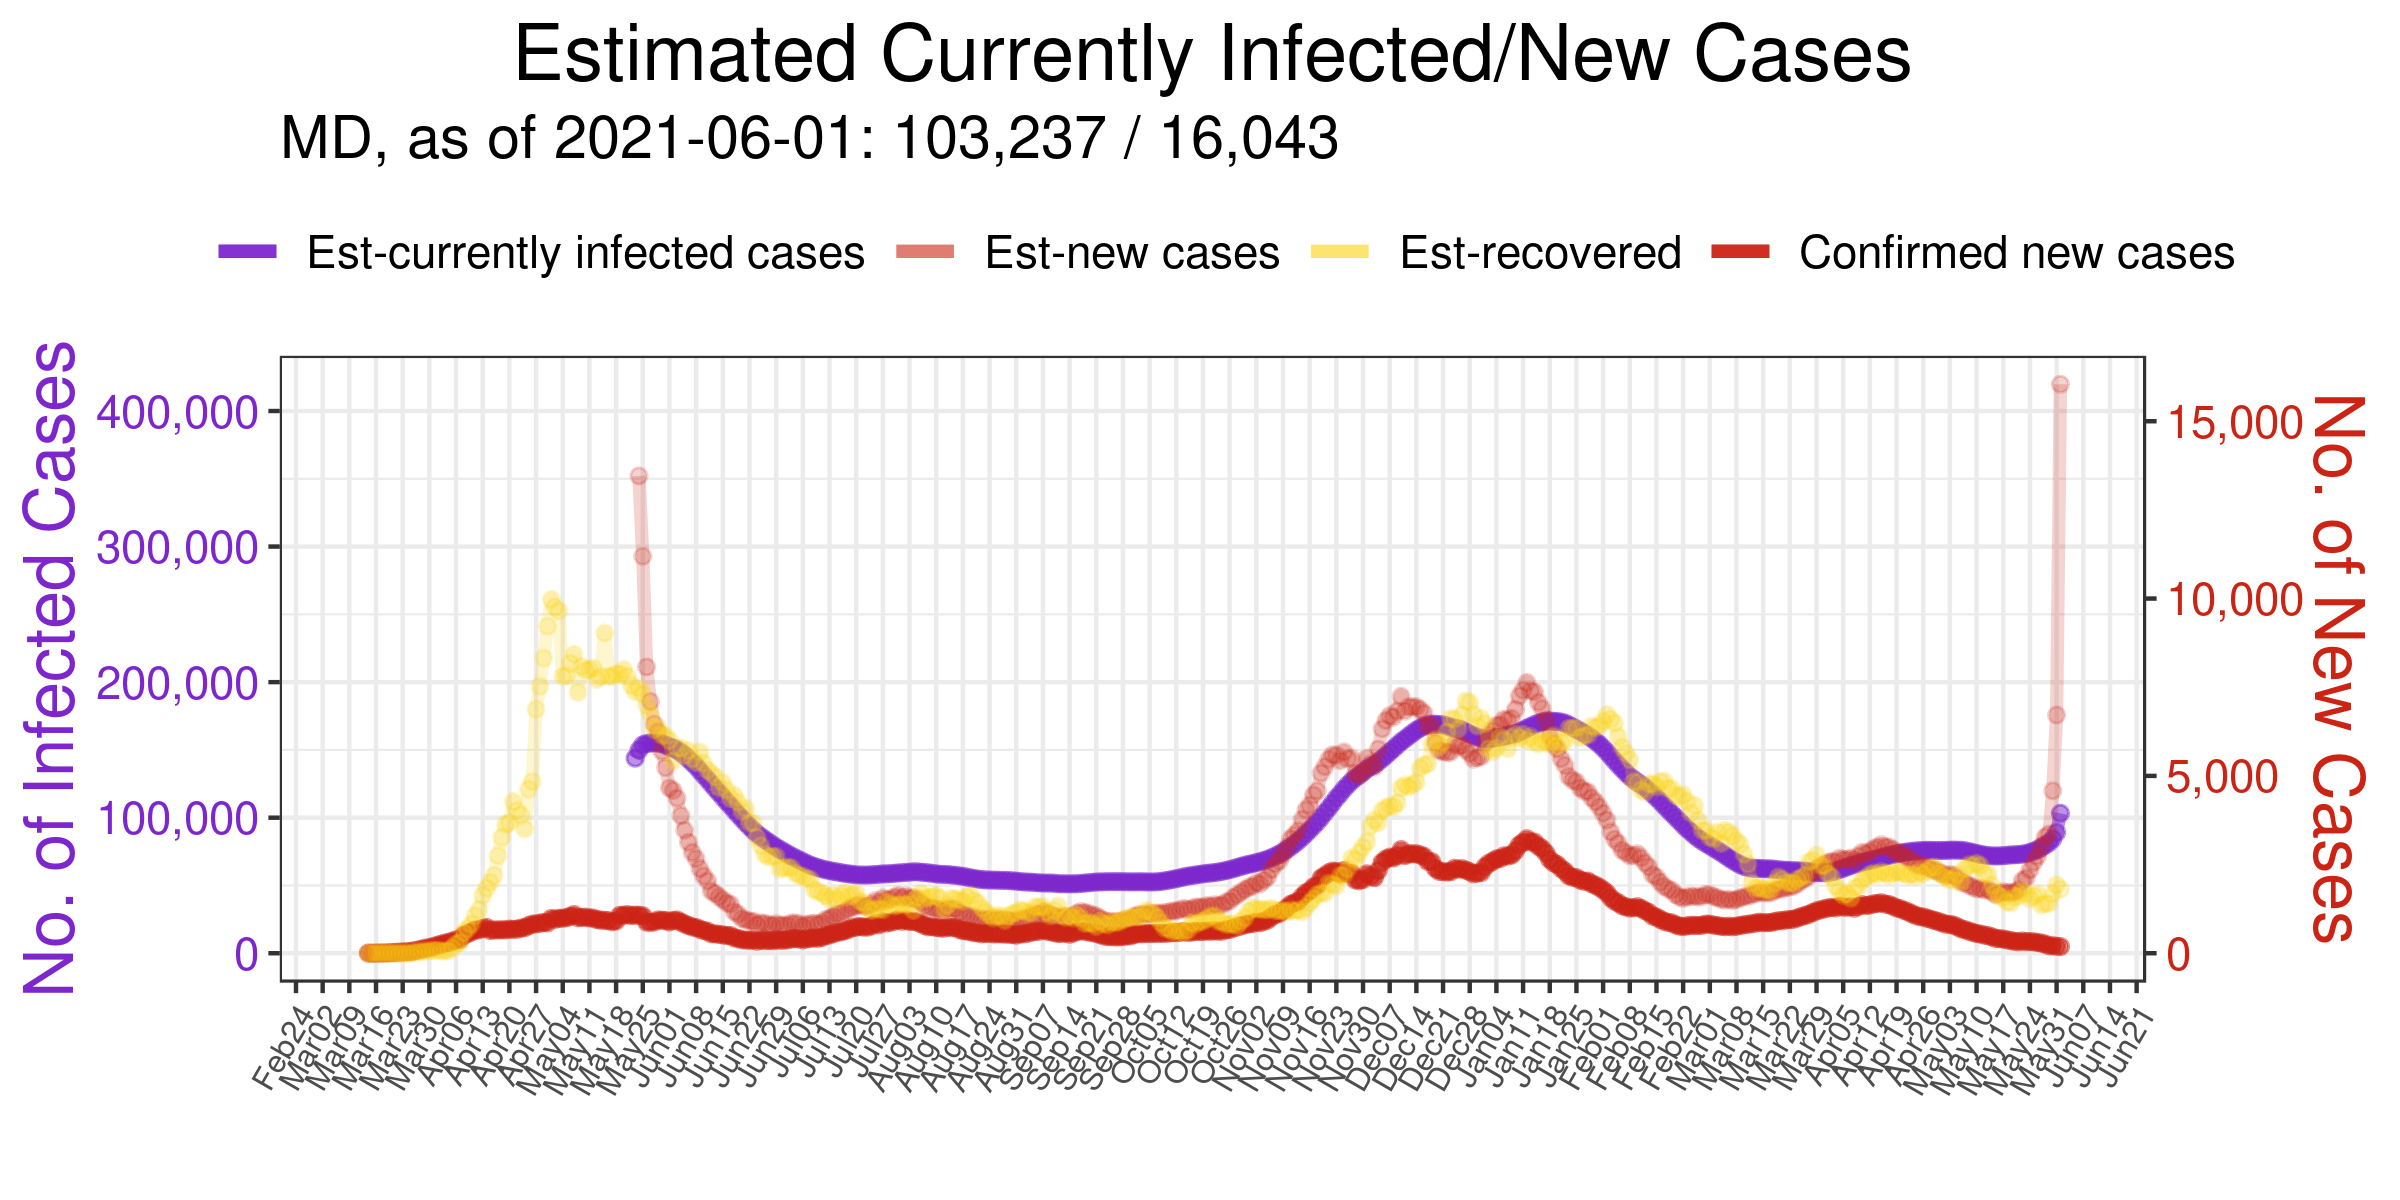 Estimated Currently Infected/New Cases
MD, as of 2021-06-01: 103,237 / 16,043
Est-currently infected cases Est-new cases Est-recovered Confirmed new cases
No. of Infected Cases
400,000
300,000
200,000
100,000
0
15,000
10,000
5,000
0
No. of New Cases
Feb24
Mar02
Mar09
Mar16
Mar23
Mar30
Apr06
Apr13
Apr20
Apr27
May04
May11
May18
May25
Jun01
Jun08
Jun15
Jun22
Jun29
Jul06
Jul13
Jul20
Jul27
Aug03
Aug10
Aug17
Aug24
Aug31
Sep07
Sep14
Sep21
Sep28
Oct05
Oct12
Oct19
Oct26
Nov02
Nov09
Nov16
Nov23
Nov30
Dec07
Dec14
Dec21
Dec28
Jan04
Jan11
Jan18
Jan25
Feb01
Feb08
Feb15
Feb22
Mar01
Mar08
Mar15
Mar22
Mar29
Apr05
Apr12
Apr19
Apr26
May03
May10
May17
May24
May31
Jun07
Jun14
Jun21